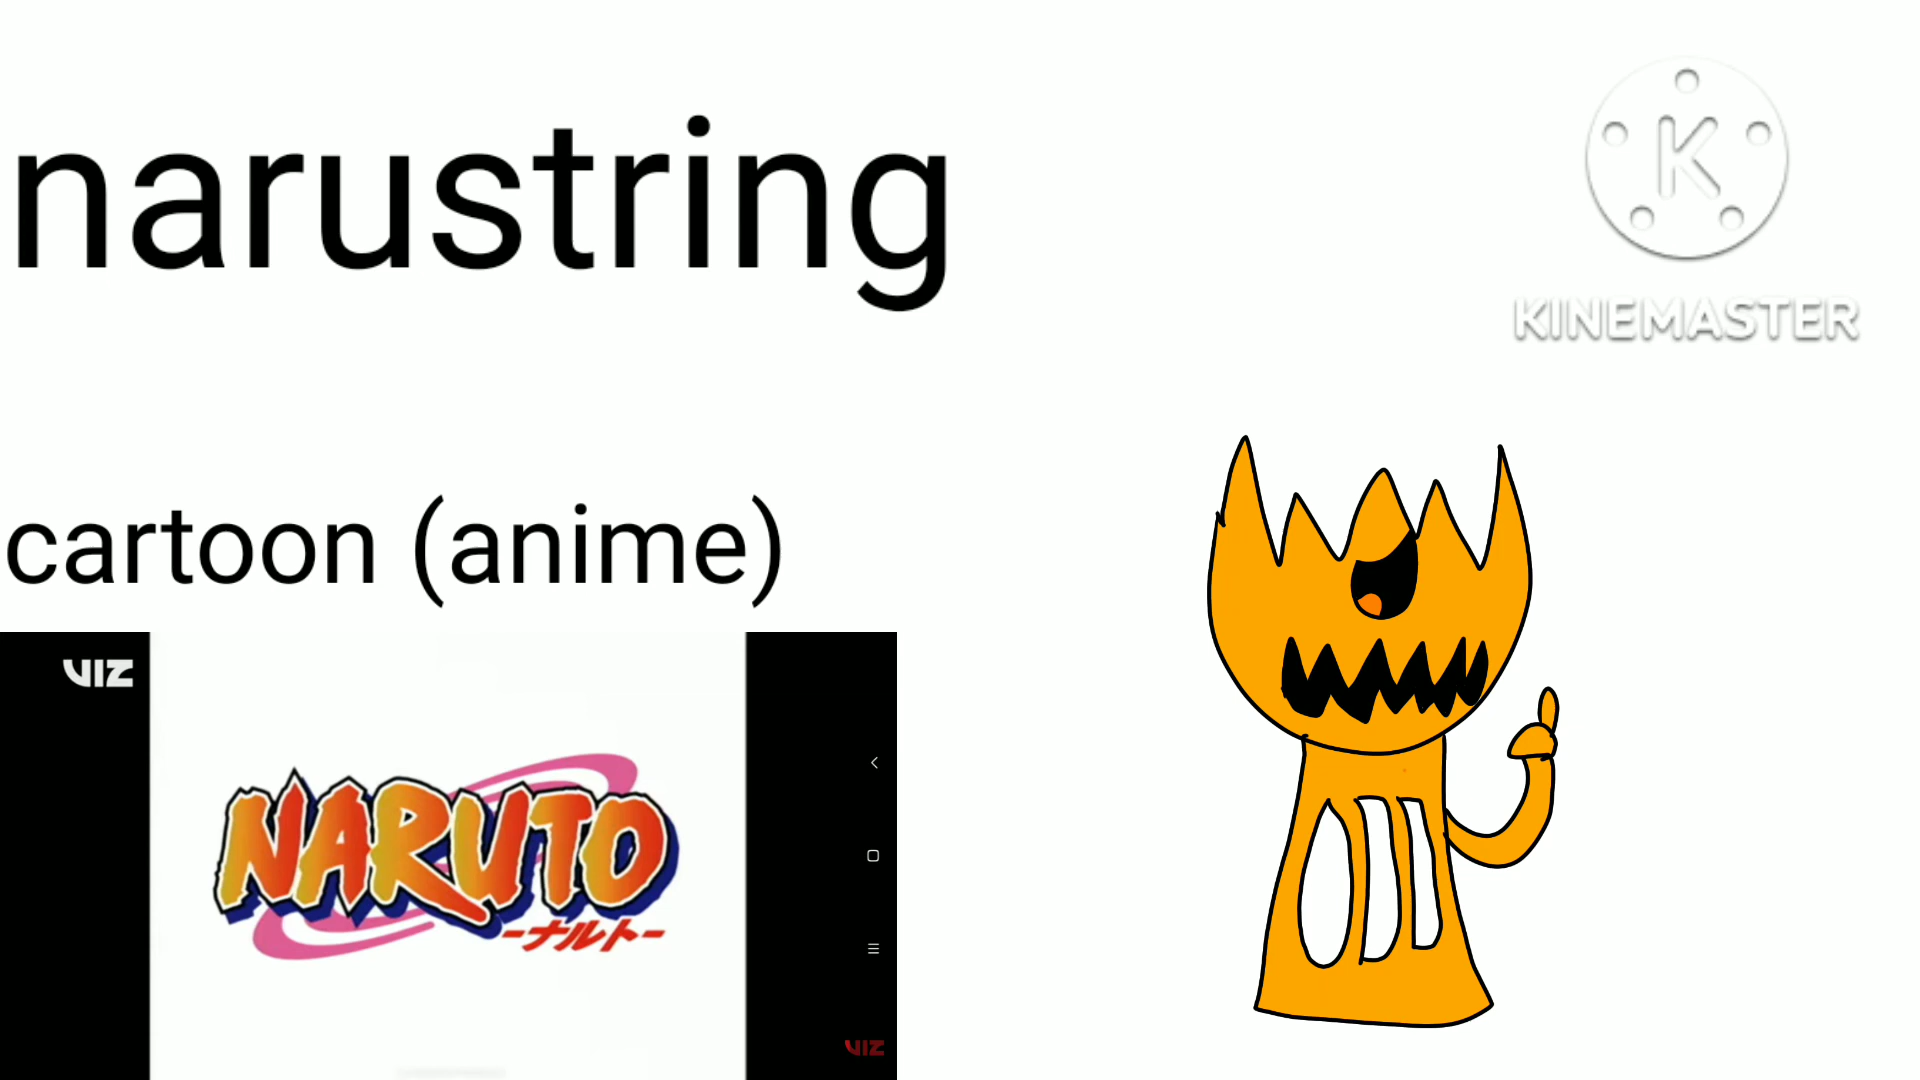 narustring
K
KINEMASTER
cartoon (anime)
VIZ
NARUTO
-ナルト-
VIZ